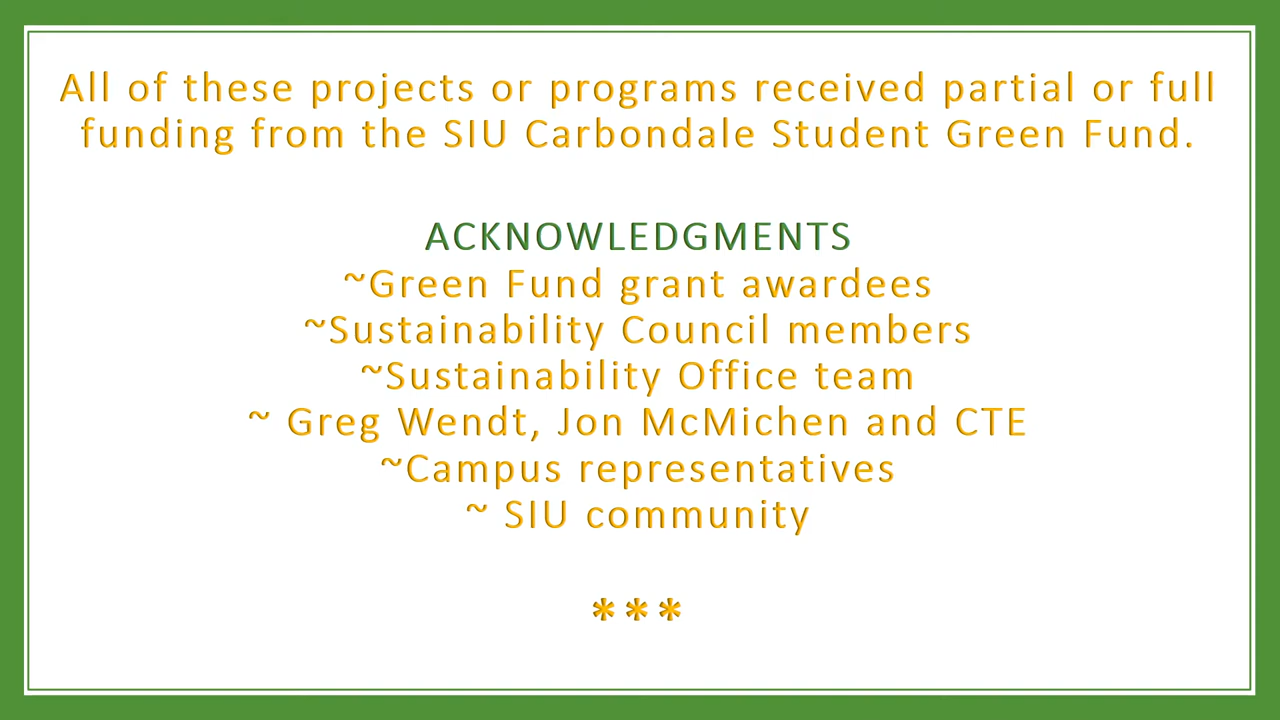 All of these projects or programs received partial or full
funding from the SIU Carbondale Student Green Fund.
ACKNOWLEDGMENTS
~Green Fund grant awardees
~Sustainability Council members
~Sustainability Office team
~ Greg Wendt, Jon McMichen and CTE
~Campus representatives
~ SIU community
***